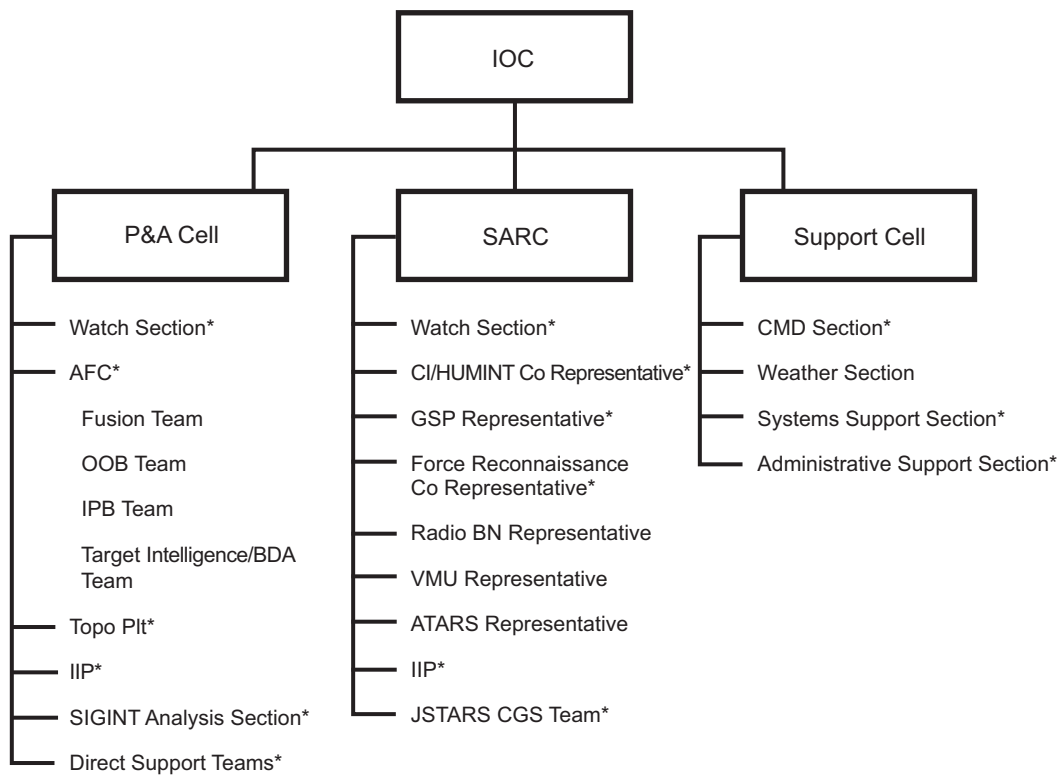 IOC
P&A Cell
SARC
Support Cell
Watch Section*
AFC*
Fusion Team
OOB Team
IPB Team
Target Intelligence/BDA
Team
Topo Plt*
IIP*
SIGINT Analysis Section*
Direct Support Teams*
Watch Section*
CI/HUMINT Co Representative*
GSP Representative*
Force Reconnaissance
Co Representative*
Radio BN Representative
VMU Representative
ATARS Representative
IIP*
JSTARS CGS Team*
CMD Section*
Weather Section
Systems Support Section*
Administrative Support Section*